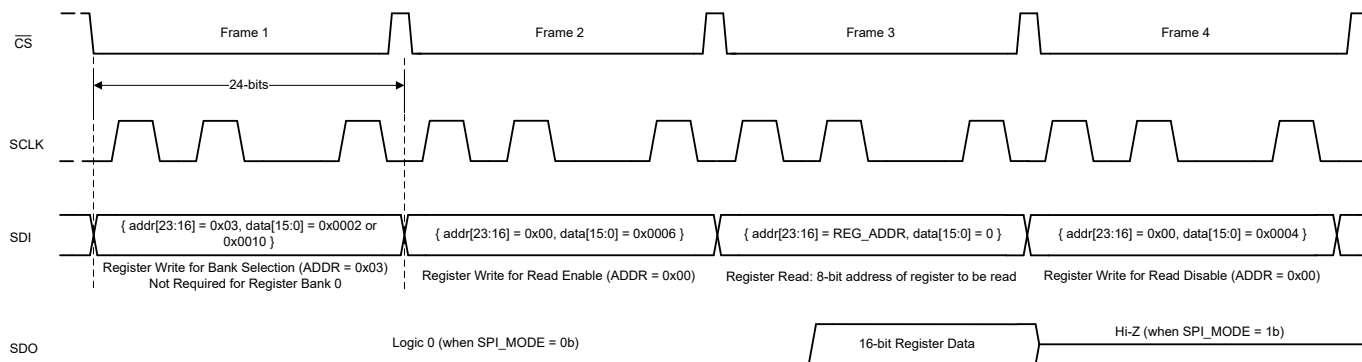 CS
Frame 1
Frame 2
Frame 3
Frame 4
24-bits
SCLK
SDI
{ addr[23:16] = 0x03, data[15:0] = 0x0002 or
0x0010 }
{ addr[23:16] = 0x00, data[15:0] = 0x0006 }
{ addr[23:16] = REG_ADDR, data[15:0] = 0 }
{ addr[23:16] = 0x00, data[15:0] = 0x0004 }
Register Write for Bank Selection (ADDR = 0x03)
Not Required for Register Bank 0
Register Write for Read Enable (ADDR = 0x00)
Register Read: 8-bit address of register to be read
Register Write for Read Disable (ADDR = 0x00)
SDO
Logic 0 (when SPI_MODE = 0b)
16-bit Register Data
Hi-Z (when SPI_MODE = 1b)